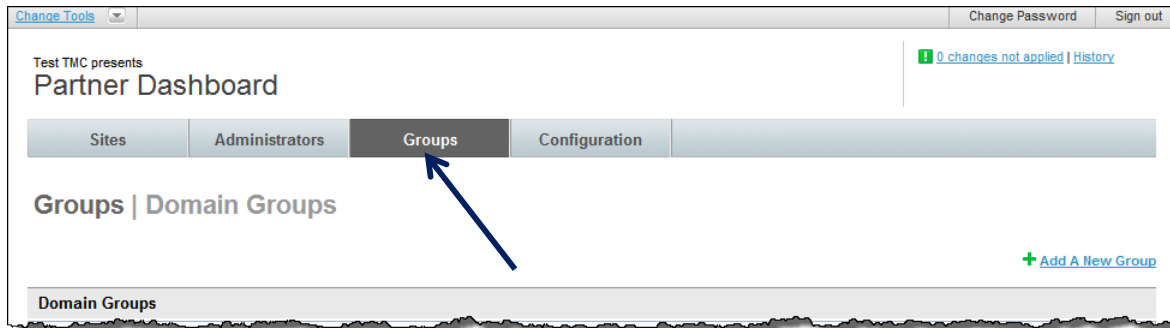 Change Tools
Change Password
Sign out
Test TMC presents
Partner Dashboard
! 0 changes not applied | History
Sites
Administrators
Groups
Configuration
Groups | Domain Groups
+ Add A New Group
Domain Groups